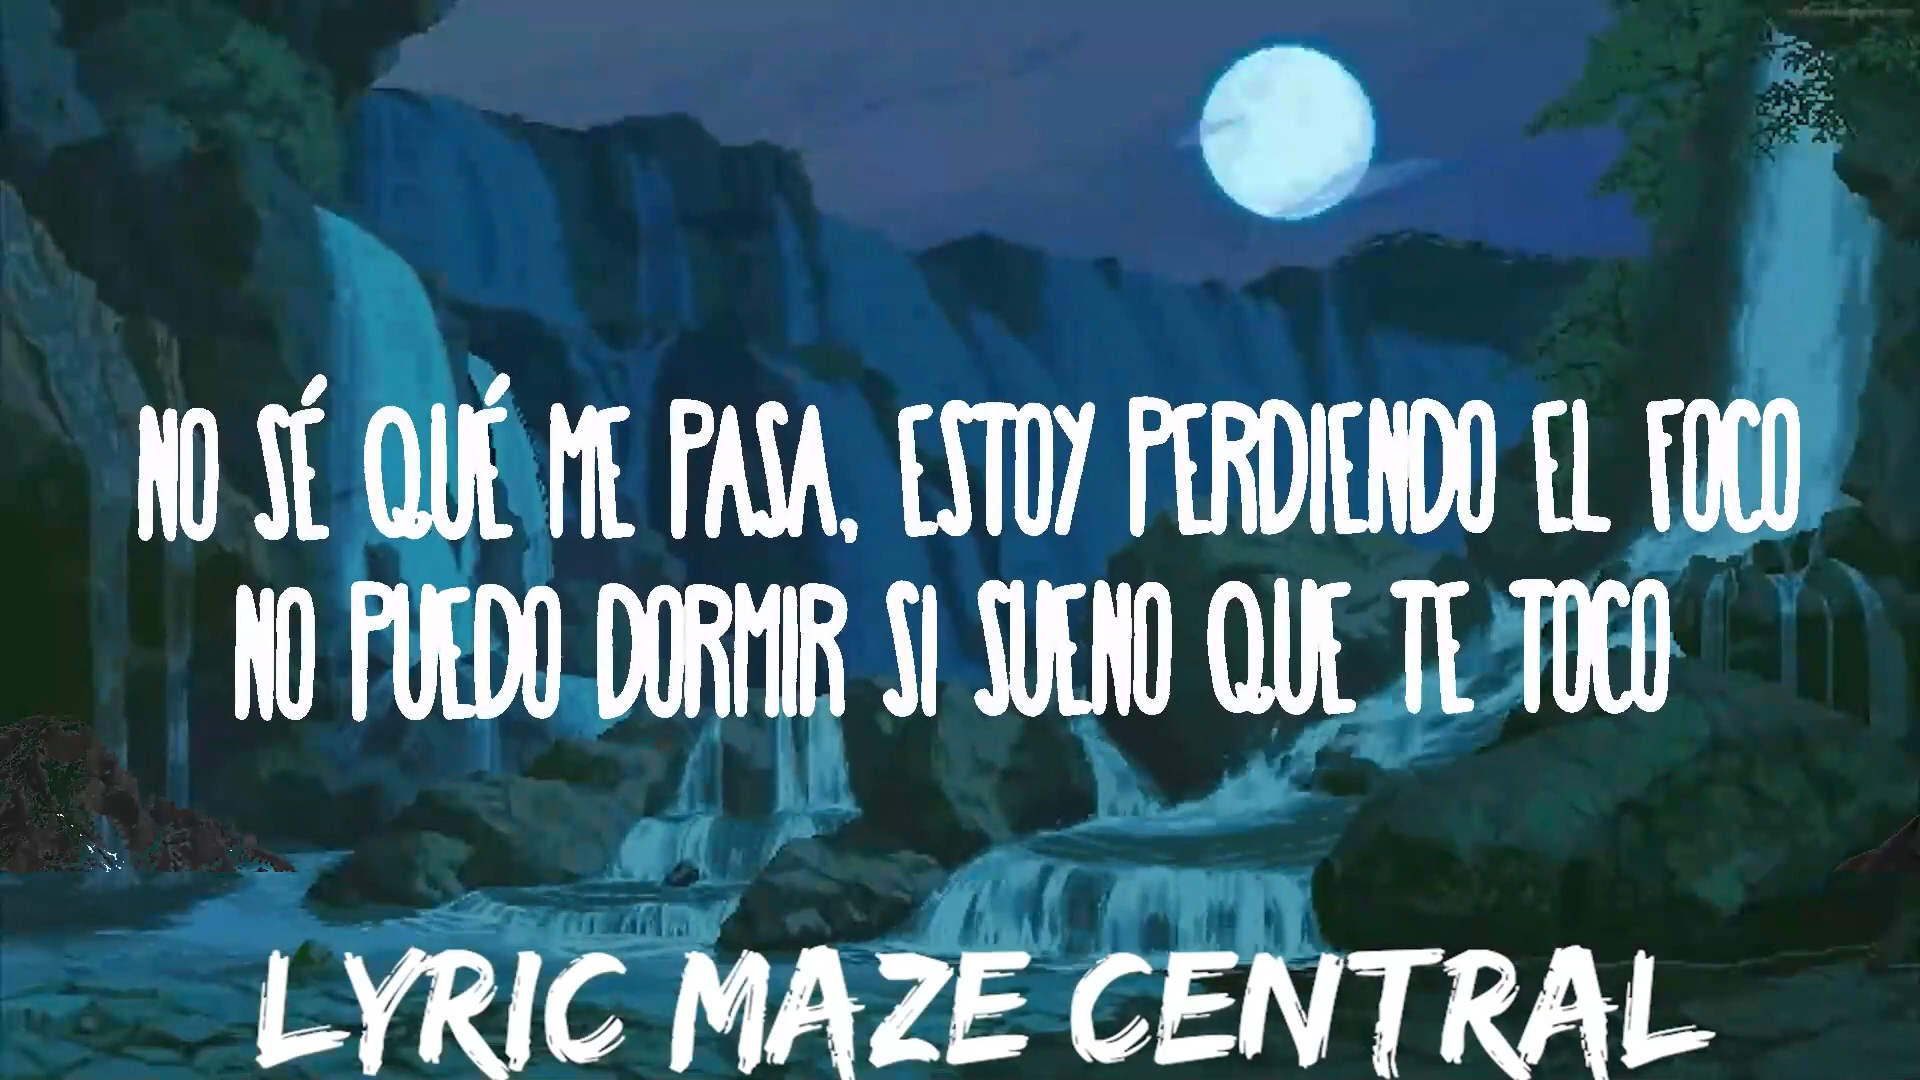 NO SÉ QUÉ ME PASA, ESTOY PERDIENDO EL FOCO
NO PUEDO DORMIR SI SUENO QUE TE TOCO
LYRIC MAZE CENTRAL